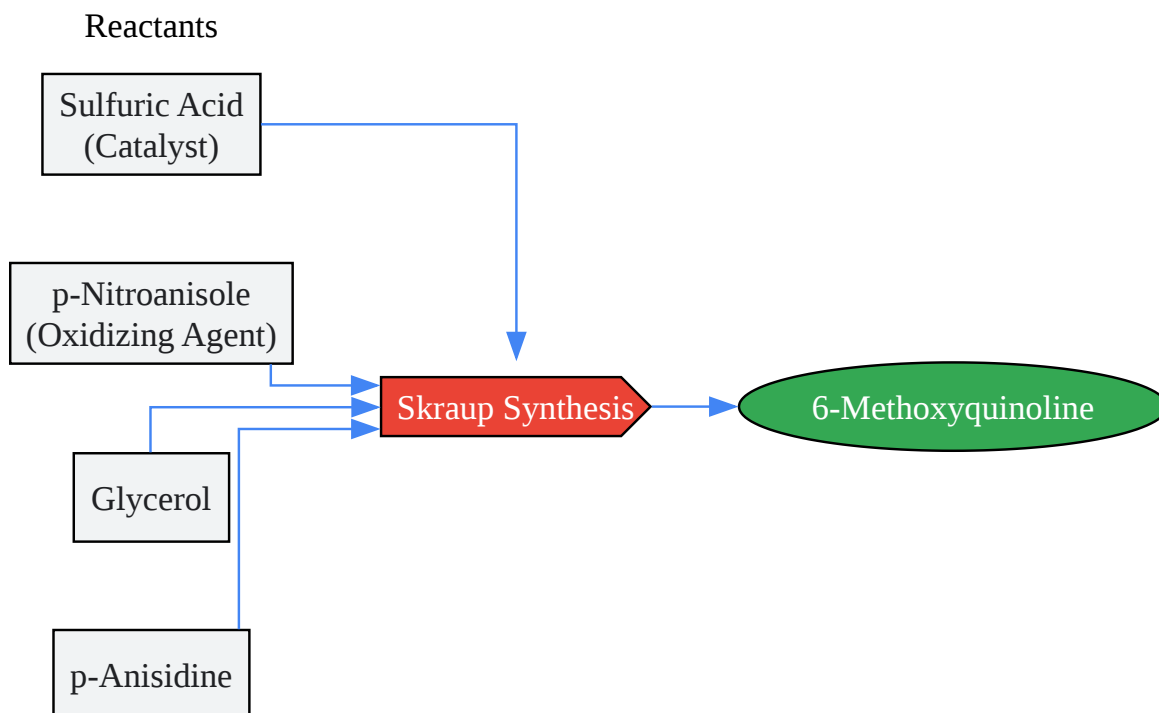 Reactants
Sulfuric Acid
(Catalyst)
p-Nitroanisole
(Oxidizing Agent)
Skraup Synthesis
6-Methoxyquinoline
Glycerol
p-Anisidine